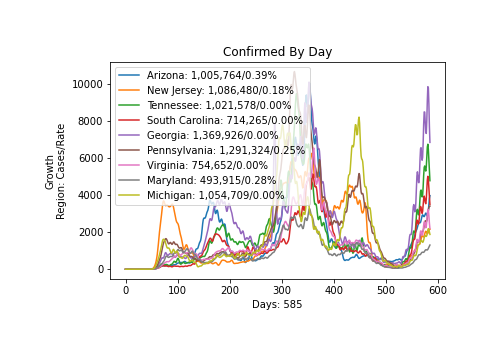 Confirmed By Day
Growth
Region: Cases/Rate
10000
8000
6000
4000
2000
0
Arizona: 1,005,764/0.39%
New Jersey: 1,086,480/0.18%
Tennessee: 1,021,578/0.00%
South Carolina: 714,265/0.00%
Georgia: 1,369,926/0.00%
Pennsylvania: 1,291,324/0.25%
Virginia: 754,652/0.00%
Maryland: 493,915/0.28%
Michigan: 1,054,709/0.00%
0 100 200 300 400 500 600
Days: 585